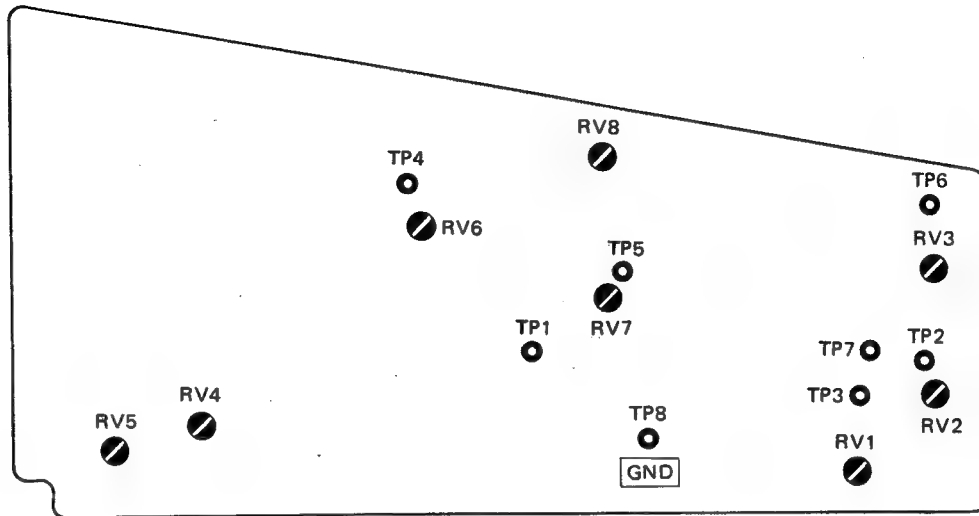 RV8
TP4
TP6
RV6
TP5
RV3
RV7
TP1
TP7
TP2
TP3
RV4
RV5
RV2
TP8
RV1
GND